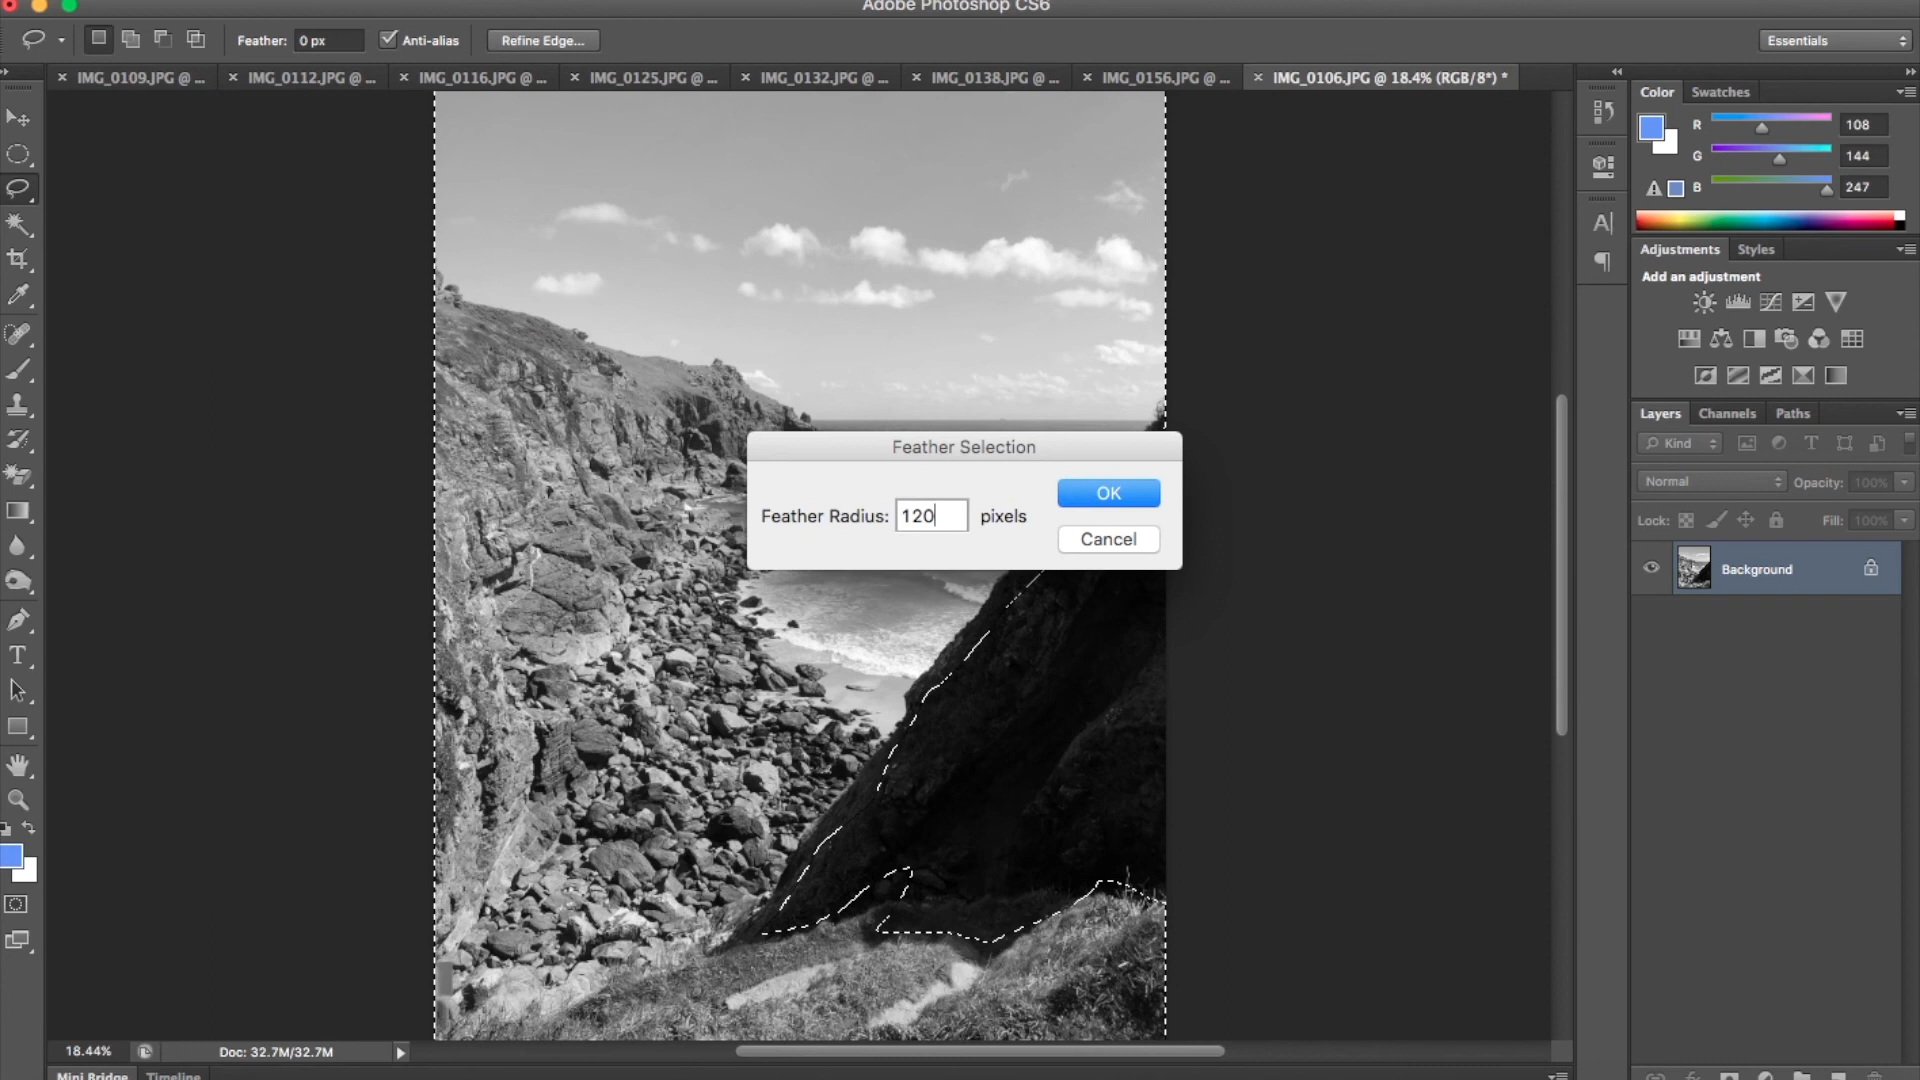 Adobe Photoshop CS6
Feather: 0 px Anti-alias Refine Edge... Essentials
IMG_0109.JPG @ ... IMG_0112.JPG @ ... IMG_0116.JPG @ ... IMG_0125.JPG @ ... IMG_0132.JPG @ ... IMG_0138.JPG @ ... IMG_0156.JPG @ ... IMG_0106.JPG @ 18.4% (RGB/8*) *
Color Swatches
R 108
G 144
B 247
Adjustments Styles
Add an adjustment
Layers Channels Paths
Kind
Normal Opacity: 100%
Lock: Fill: 100%
Background
Feather Selection
Feather Radius: 120 pixels
OK
Cancel
18.44% Doc: 32.7M/32.7M
Mini Bridge Timeline